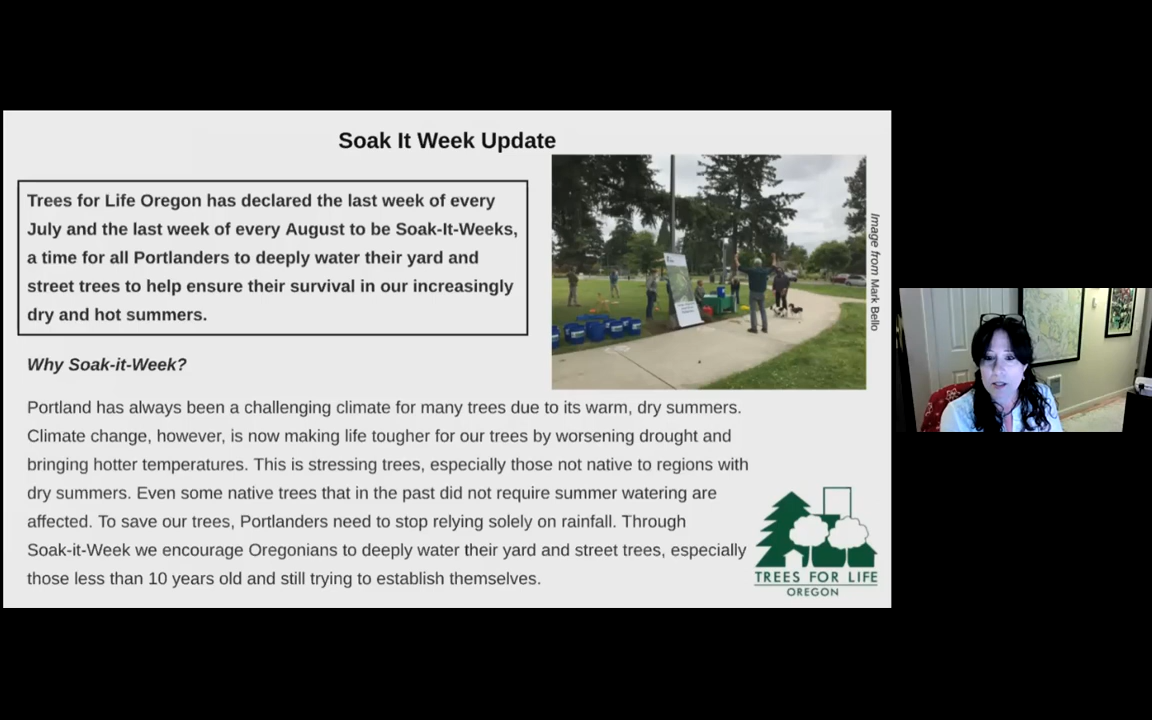 Soak It Week Update
Trees for Life Oregon has declared the last week of every
July and the last week of every August to be Soak-It-Weeks,
a time for all Portlanders to deeply water their yard and
street trees to help ensure their survival in our increasingly
dry and hot summers.
Image from Mark Bello
Why Soak-it-Week?
Portland has always been a challenging climate for many trees due to its warm, dry summers.
Climate change, however, is now making life tougher for our trees by worsening drought and
bringing hotter temperatures. This is stressing trees, especially those not native to regions with
dry summers. Even some native trees that in the past did not require summer watering are
affected. To save our trees, Portlanders need to stop relying solely on rainfall. Through
Soak-it-Week we encourage Oregonians to deeply water their yard and street trees, especially
those less than 10 years old and still trying to establish themselves.
TREES FOR LIFE
OREGON